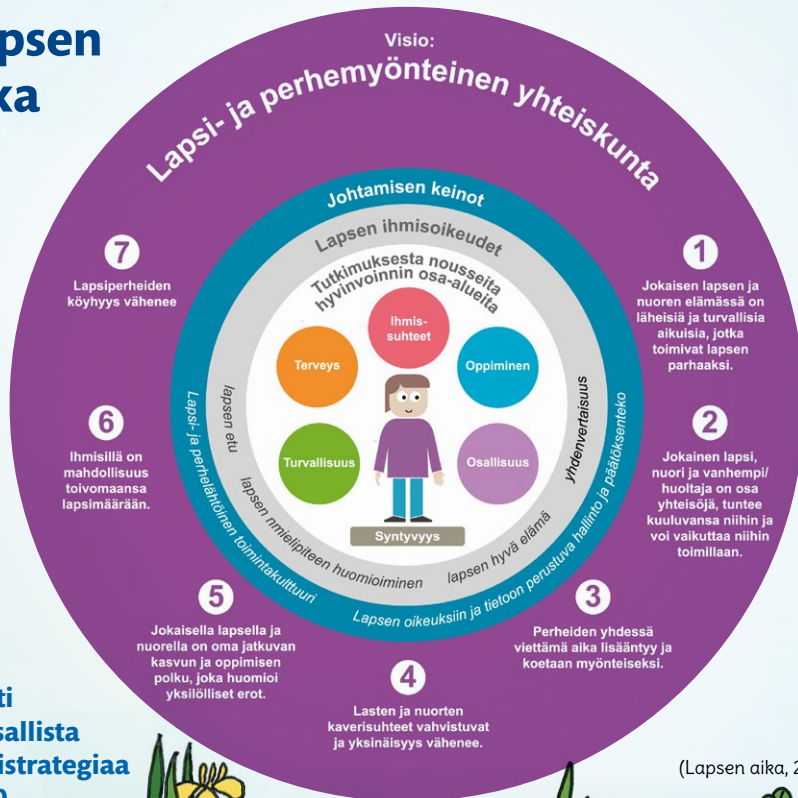 psen
ka
Visio:
Lapsi- ja perhemyönteinen yhteiskunta
Johtamisen keinot
Lapsen ihmisoikeudet
Tutkimuksesta nousseita
hyvinvoinnin osa-alueita
Ihmis-
suhteet
Terveys
Oppiminen
Turvallisuus
Osallisuus
Syntyvyys
lapsen etu
lapsen nmielipiteen huomioiminen
lapsen hyvä elämä
yhdenvertaisuus
Lapsi- ja perhelähtöinen toimintakulttuuri
Lapsen oikeuksiin ja tietoon perustuva hallinto ja päätöksenteko
1
Jokaisen lapsen ja
nuoren elämässä on
läheisiä ja turvallisia
aikuisia, jotka
toimivat lapsen
parhaaksi.
2
Jokainen lapsi,
nuori ja vanhempi/
huoltaja on osa
yhteisöjä, tuntee
kuuluvansa niihin ja
voi vaikuttaa niihin
toimillaan.
3
Perheiden yhdessä
viettämä aika lisääntyy ja
koetaan myönteiseksi.
4
Lasten ja nuorten
kaverisuhteet vahvistuvat
ja yksinäisyys vähenee.
5
Jokaisella lapsella ja
nuorella on oma jatkuvan
kasvun ja oppimisen
polku, joka huomioi
yksilölliset erot.
6
Ihmisillä on
mahdollisuus
toivomaansa
lapsimäärään.
7
Lapsiperheiden
köyhyys vähenee
ti
sallista
istrategiaa
(Lapsen aika, 2